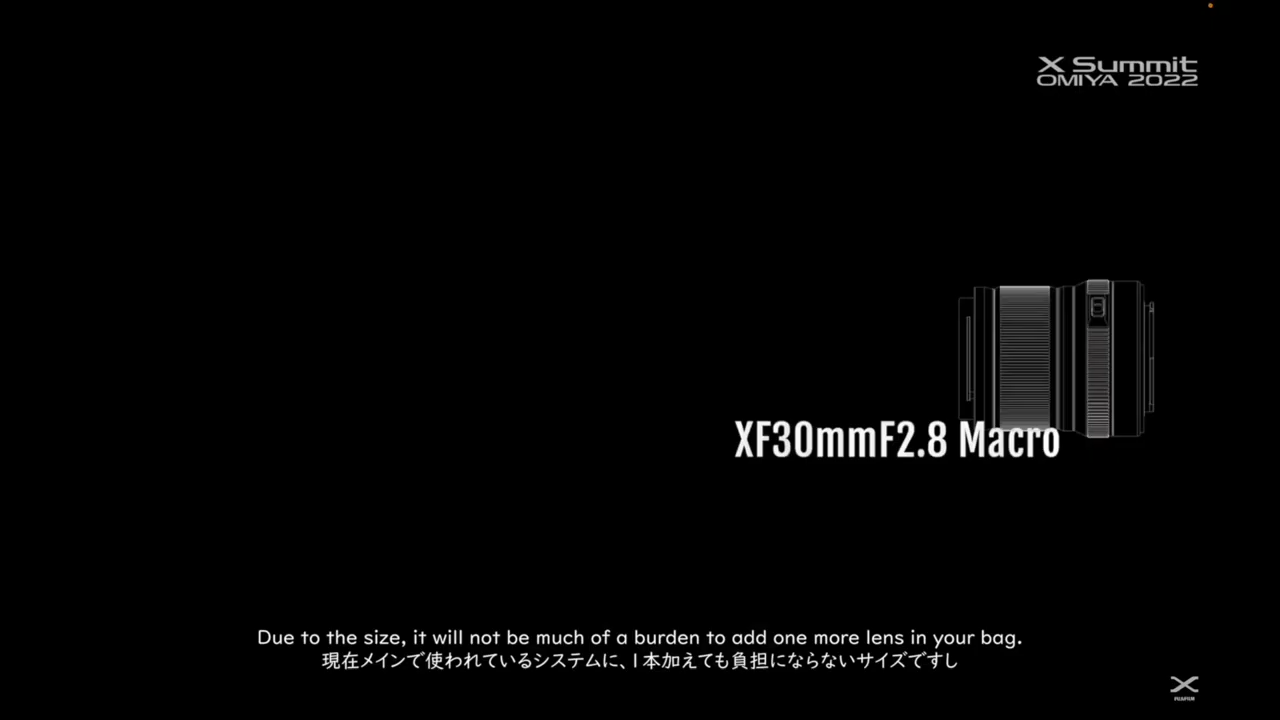 X Summit
OMIYA 2022
XF30mmF2.8 Macro
Due to the size, it will not be much of a burden to add one more lens in your bag.
現在メインで使われているシステムに、1本加えても負担にならないサイズですし
FUJIFILM